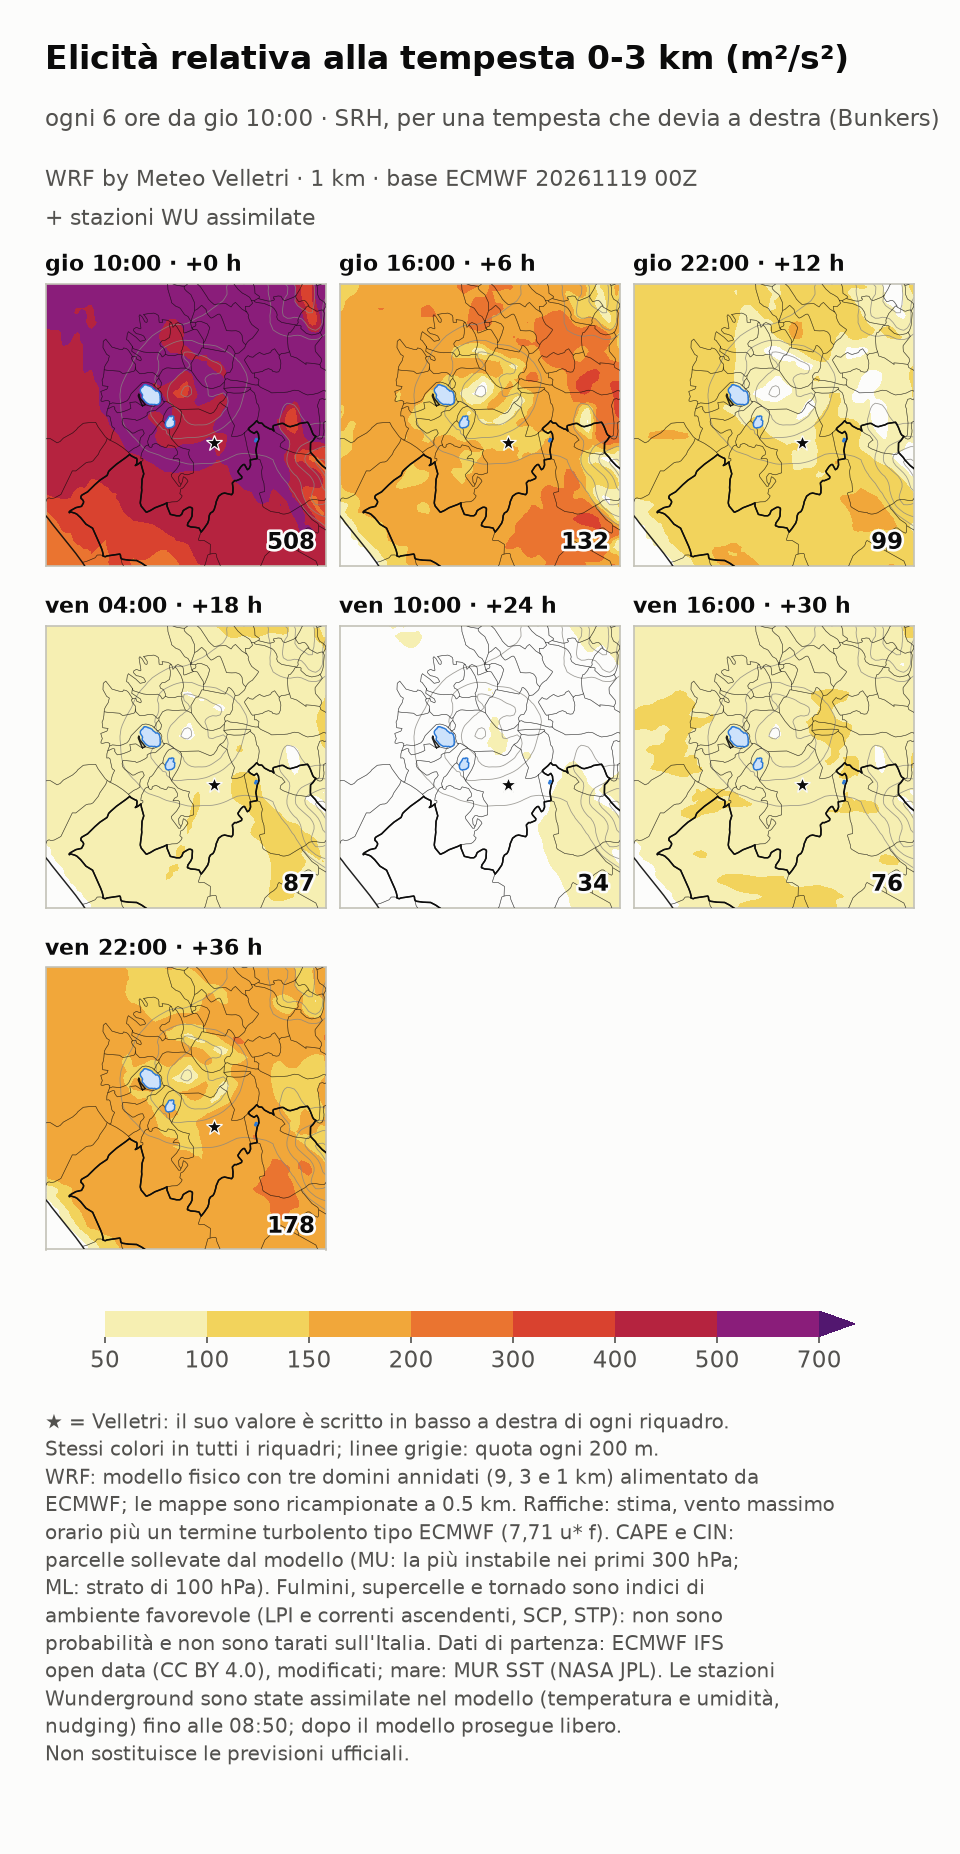 Elicità relativa alla tempesta 0-3 km (m²/s²)
ogni 6 ore da gio 10:00 · SRH, per una tempesta che devia a destra (Bunkers)
WRF by Meteo Velletri · 1 km · base ECMWF 20261119 00Z
+ stazioni WU assimilate
gio 10:00 · +0 h
gio 16:00 · +6 h
gio 22:00 · +12 h
508
132
99
ven 04:00 · +18 h
ven 10:00 · +24 h
ven 16:00 · +30 h
87
34
76
ven 22:00 · +36 h
178
50 100 150 200 300 400 500 700
★ = Velletri: il suo valore è scritto in basso a destra di ogni riquadro.
Stessi colori in tutti i riquadri; linee grigie: quota ogni 200 m.
WRF: modello fisico con tre domini annidati (9, 3 e 1 km) alimentato da
ECMWF; le mappe sono ricampionate a 0.5 km. Raffiche: stima, vento massimo
orario più un termine turbolento tipo ECMWF (7,71 u* f). CAPE e CIN:
parcelle sollevate dal modello (MU: la più instabile nei primi 300 hPa;
ML: strato di 100 hPa). Fulmini, supercelle e tornado sono indici di
ambiente favorevole (LPI e correnti ascendenti, SCP, STP): non sono
probabilità e non sono tarati sull'Italia. Dati di partenza: ECMWF IFS
open data (CC BY 4.0), modificati; mare: MUR SST (NASA JPL). Le stazioni
Wunderground sono state assimilate nel modello (temperatura e umidità,
nudging) fino alle 08:50; dopo il modello prosegue libero.
Non sostituisce le previsioni ufficiali.